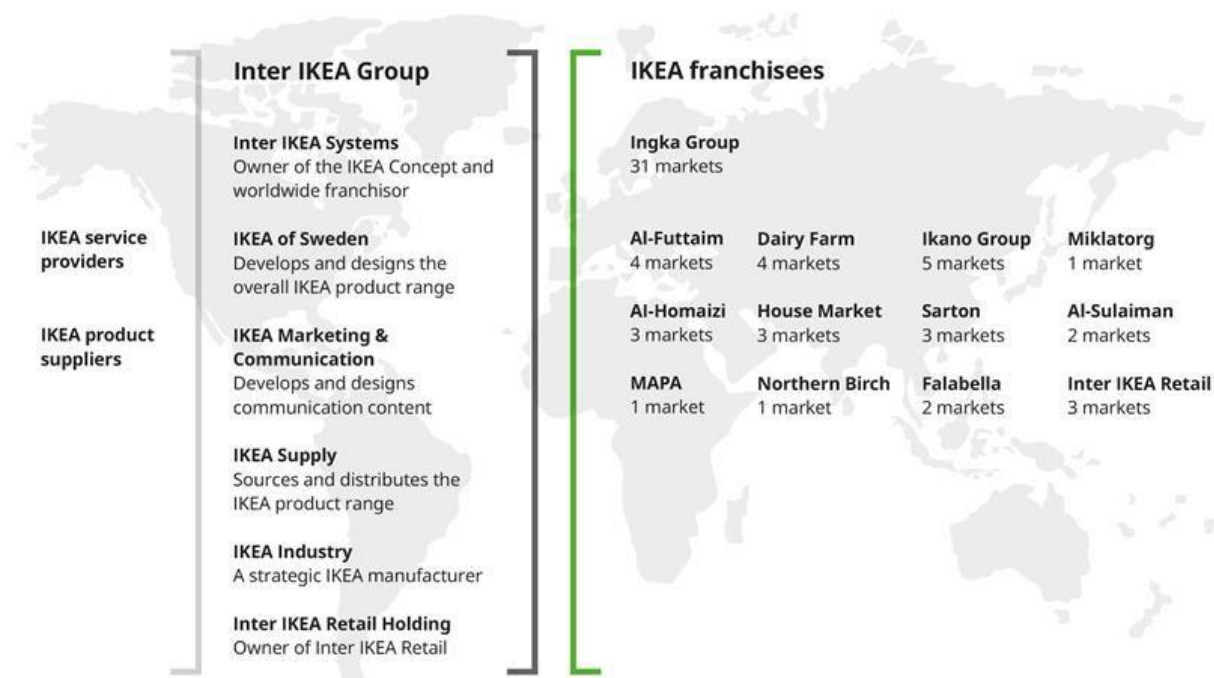 Inter IKEA Group
IKEA franchisees
IKEA service
providers
IKEA product
suppliers
Inter IKEA Systems
Owner of the IKEA Concept and
worldwide franchisor
IKEA of Sweden
Develops and designs the
overall IKEA product range
IKEA Marketing &
Communication
Develops and designs
communication content
IKEA Supply
Sources and distributes the
IKEA product range
IKEA Industry
A strategic IKEA manufacturer
Inter IKEA Retail Holding
Owner of Inter IKEA Retail
Ingka Group
31 markets
Al-Futtaim
4 markets
Dairy Farm
4 markets
Ikano Group
5 markets
Miklatorg
1 market
Al-Homaizi
3 markets
House Market
3 markets
Sarton
3 markets
Al-Sulaiman
2 markets
MAPA
1 market
Northern Birch
1 market
Falabella
2 markets
Inter IKEA Retail
3 markets